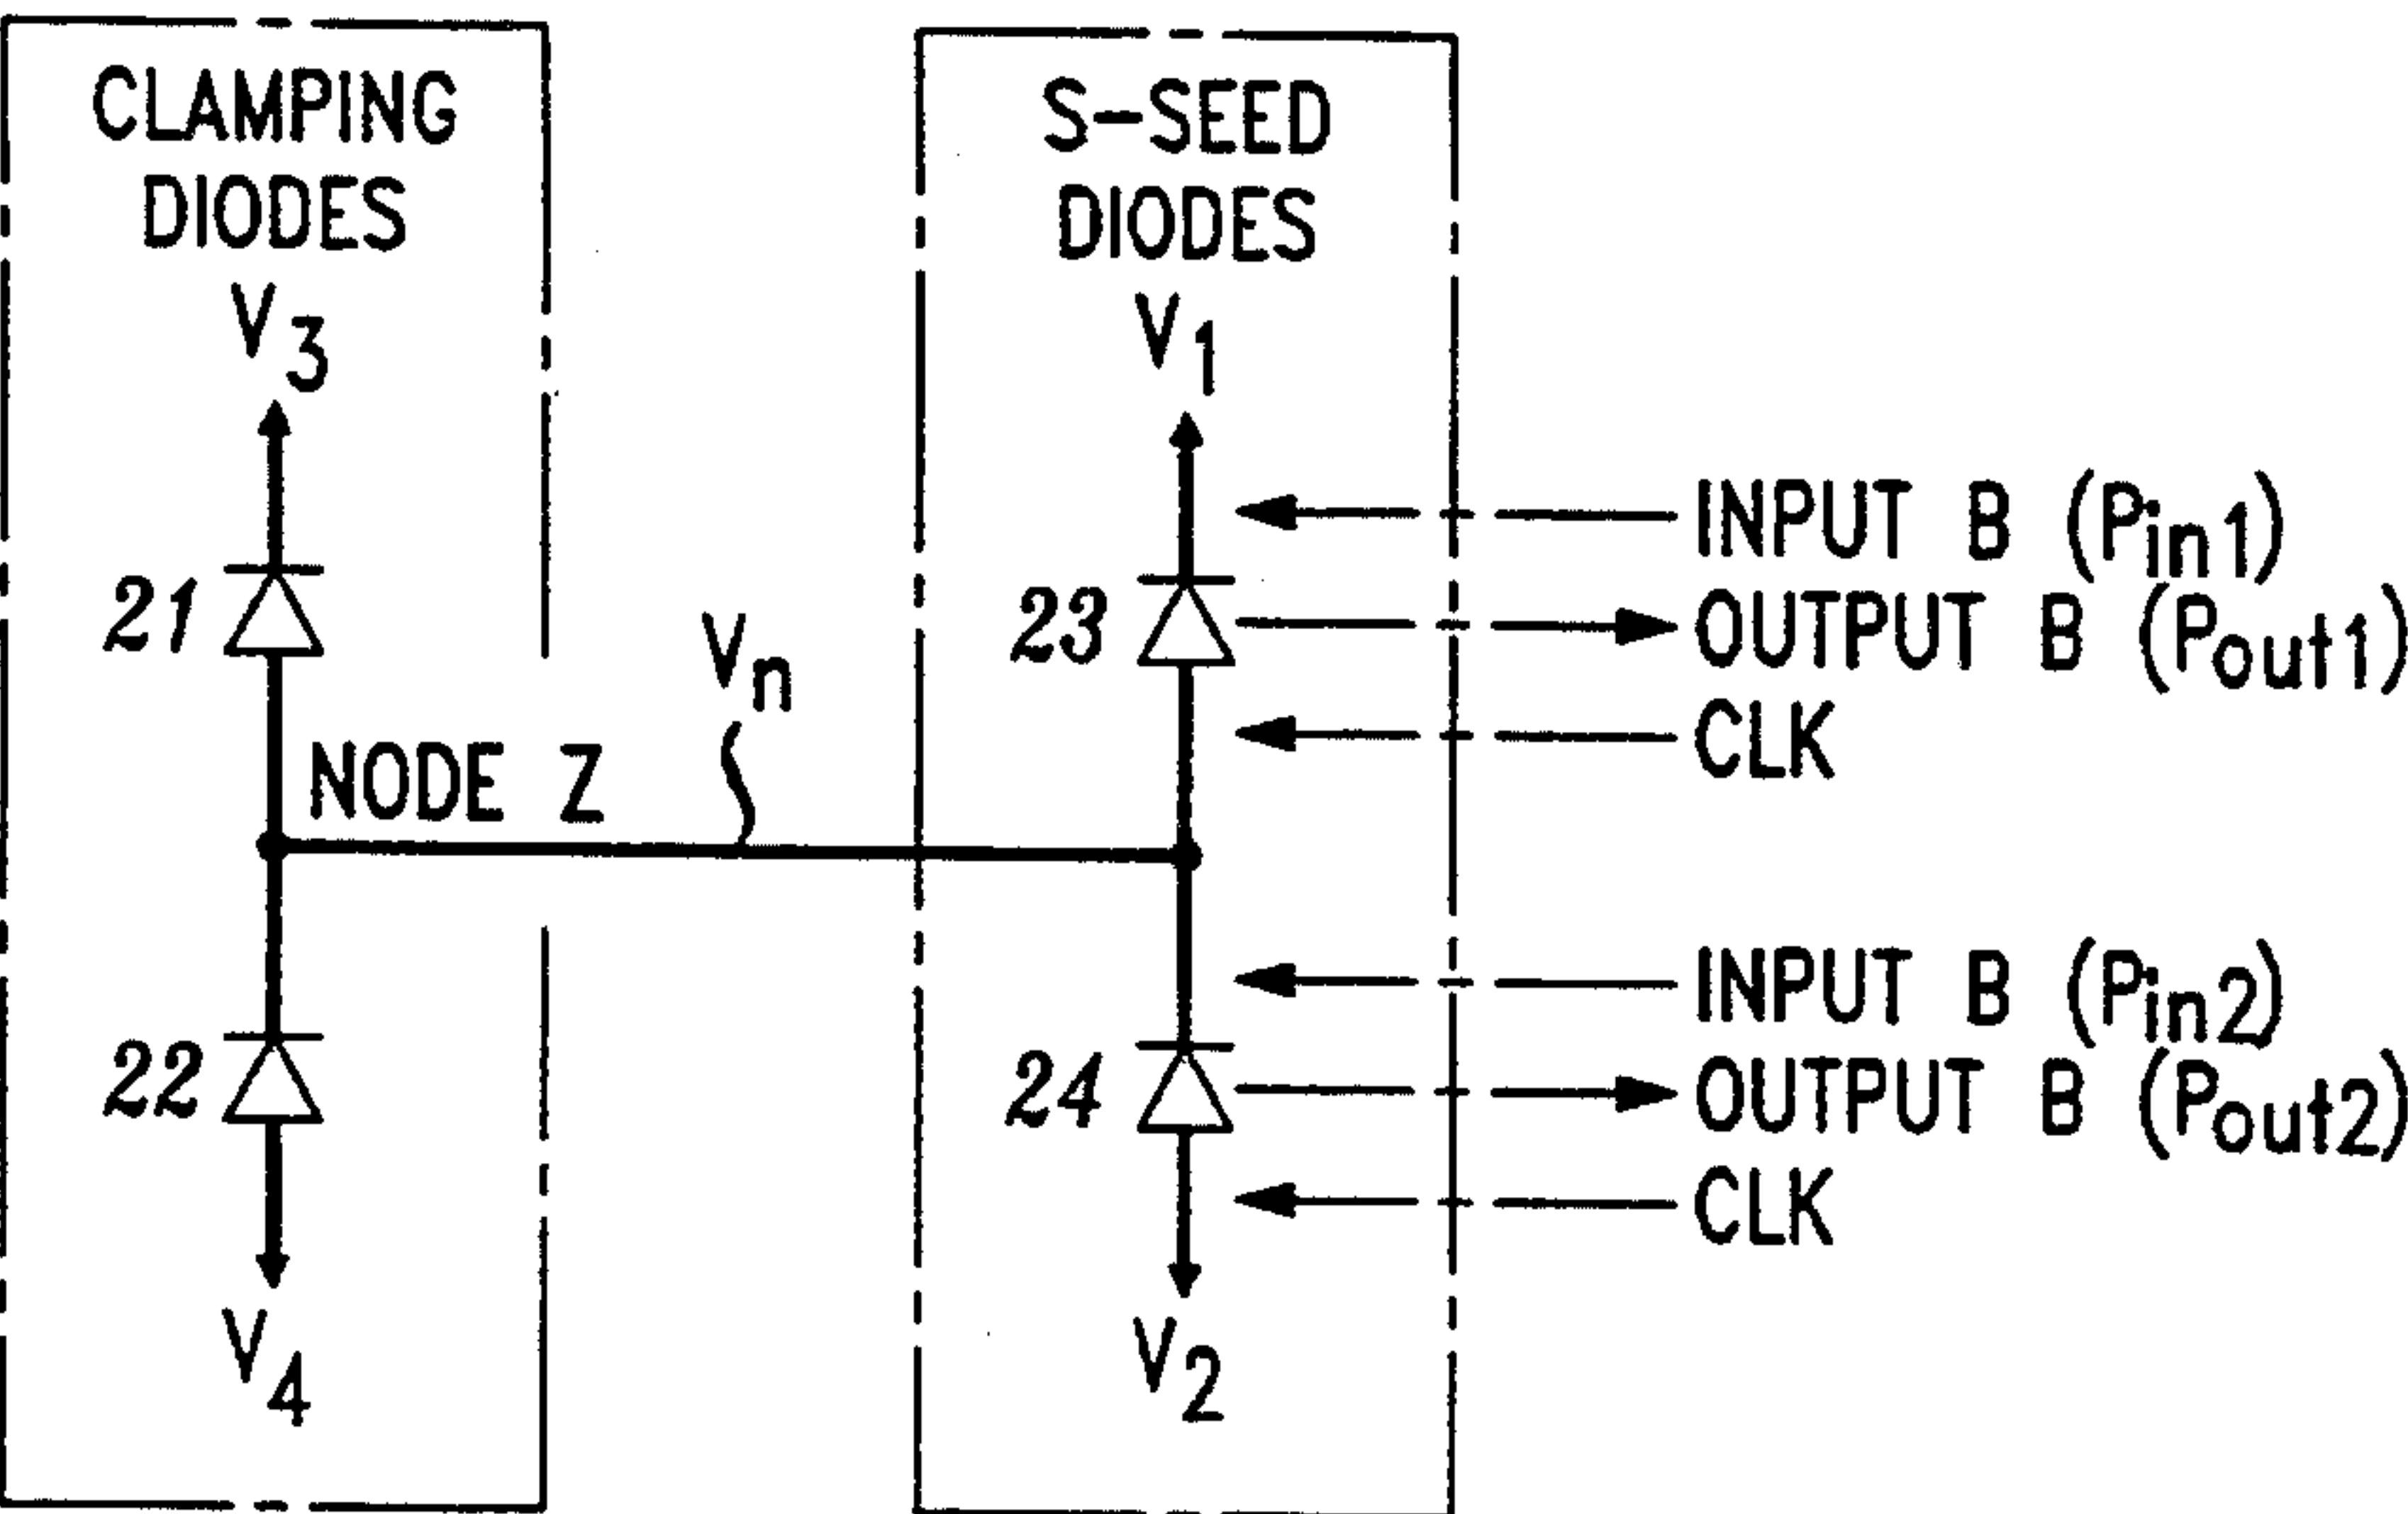 CLAMPING
DIODES
V3
21
NODE Z
22
V4
Vn
S-SEED
DIODES
V1
23
24
V2
INPUT B (Pin1)
OUTPUT B (Pout1)
CLK
INPUT B (Pin2)
OUTPUT B (Pout2)
CLK